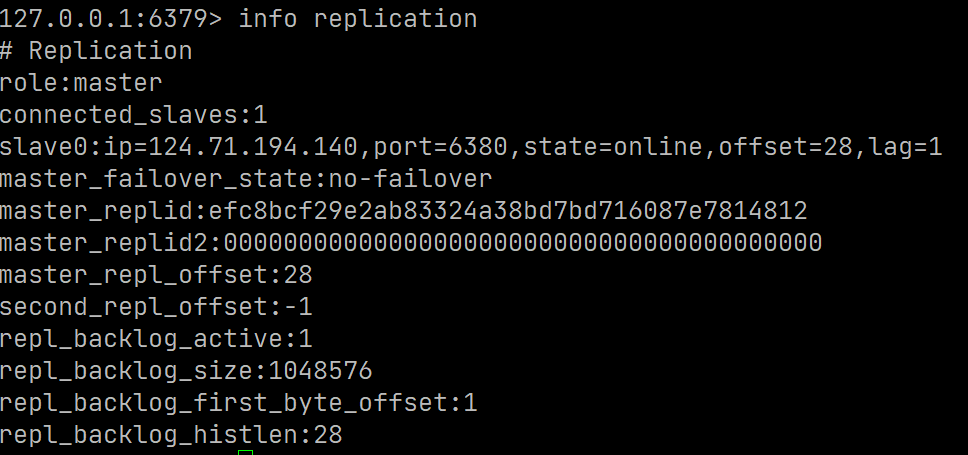 127.0.0.1:6379> info replication
# Replication
role:master
connected_slaves:1
slave0:ip=124.71.194.140,port=6380,state=online,offset=28,lag=1
master_failover_state:no-failover
master_replid:efc8bcf29e2ab83324a38bd7bd716087e7814812
master_replid2:0000000000000000000000000000000000000000
master_repl_offset:28
second_repl_offset:-1
repl_backlog_active:1
repl_backlog_size:1048576
repl_backlog_first_byte_offset:1
repl_backlog_histlen:28